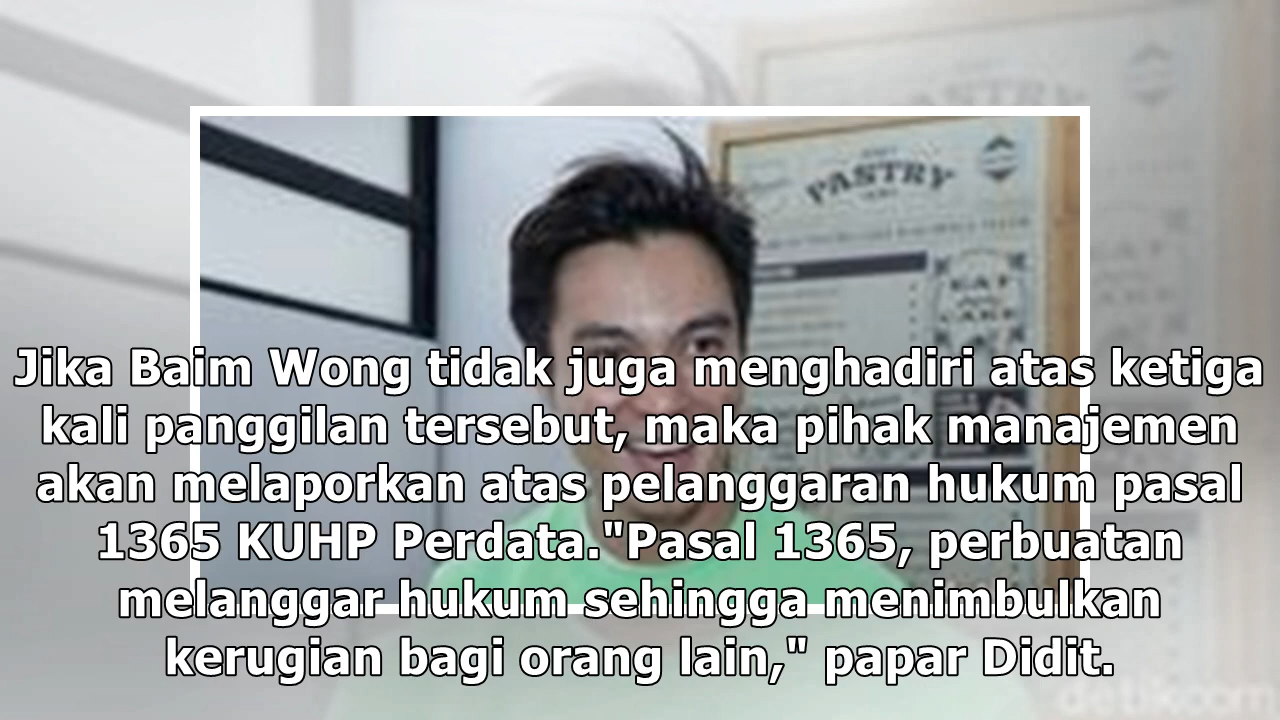 PASTRY
EAT
CAKE
Jika Baim Wong tidak juga menghadiri atas ketiga
kali panggilan tersebut, maka pihak manajemen
akan melaporkan atas pelanggaran hukum pasal
1365 KUHP Perdata."Pasal 1365, perbuatan
melanggar hukum sehingga menimbulkan
kerugian bagi orang lain," papar Didit.
detikcom